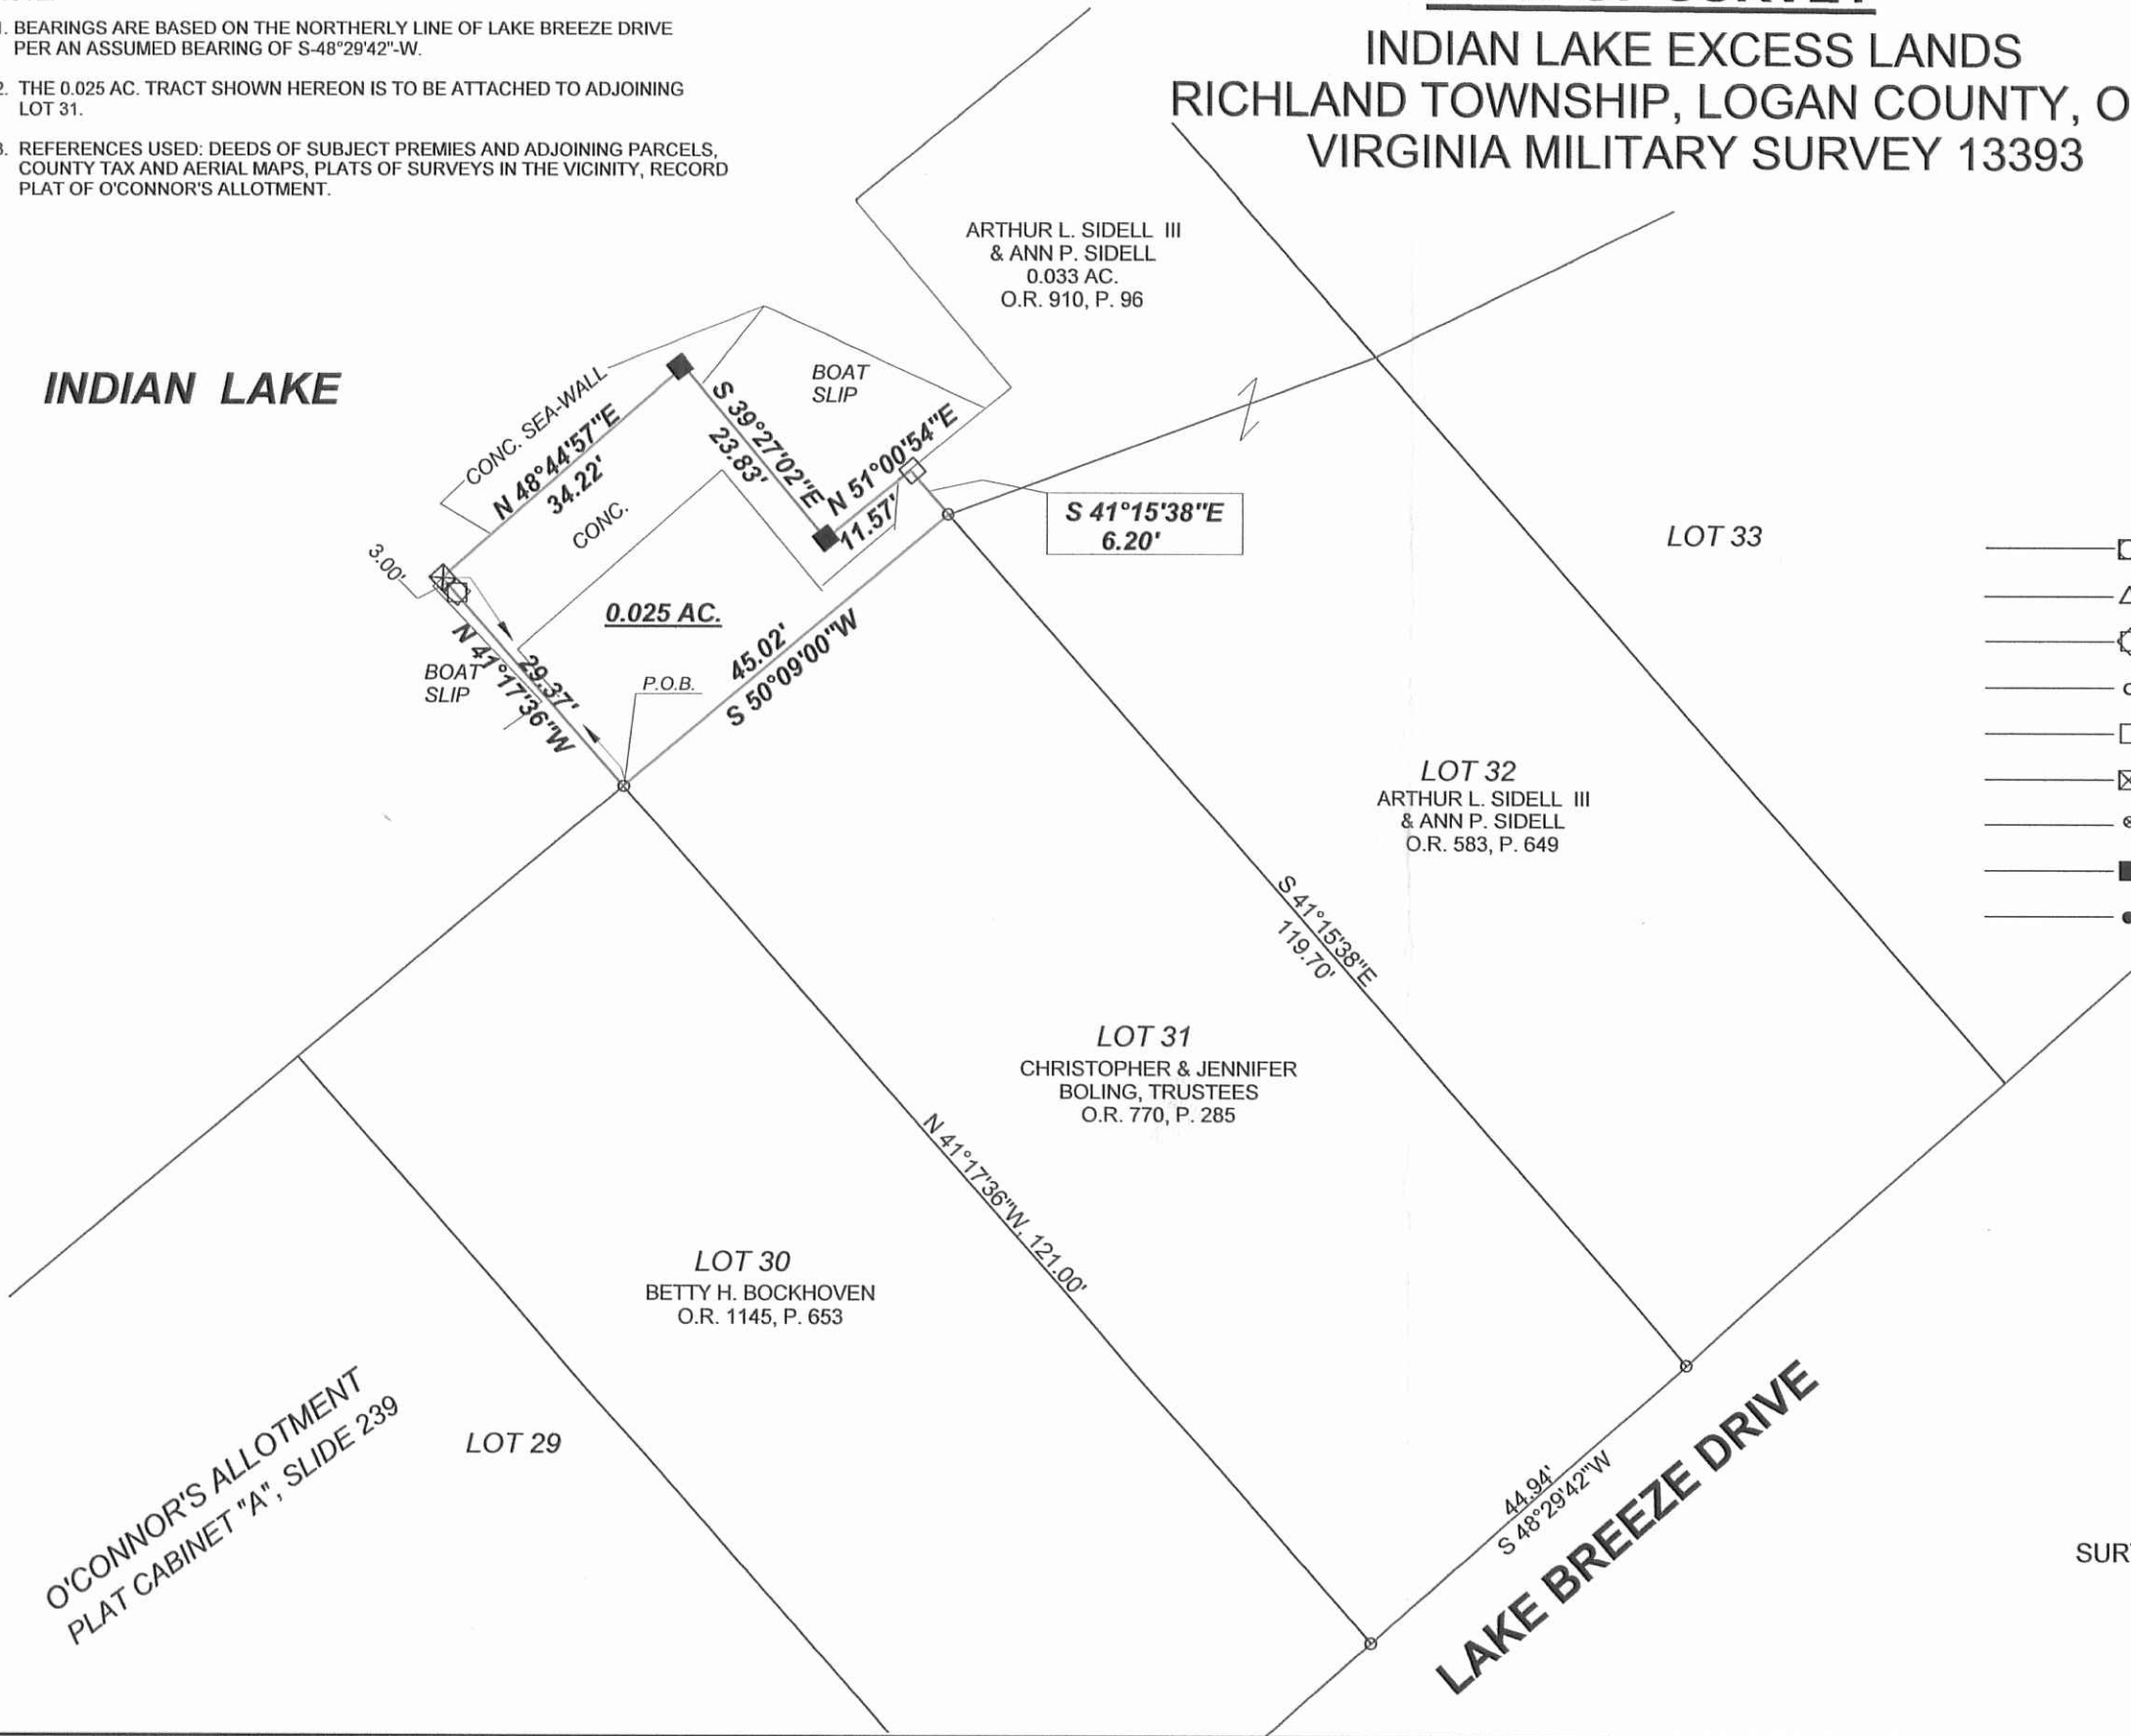 1. BEARINGS ARE BASED ON THE NORTHERLY LINE OF LAKE BREEZE DRIVE
PER AN ASSUMED BEARING OF S-48°29'42"-W.
2. THE 0.025 AC. TRACT SHOWN HEREON IS TO BE ATTACHED TO ADJOINING
LOT 31.
3. REFERENCES USED: DEEDS OF SUBJECT PREMIES AND ADJOINING PARCELS,
COUNTY TAX AND AERIAL MAPS, PLATS OF SURVEYS IN THE VICINITY, RECORD
PLAT OF O'CONNOR'S ALLOTMENT.
INDIAN LAKE EXCESS LANDS
RICHLAND TOWNSHIP, LOGAN COUNTY, O
VIRGINIA MILITARY SURVEY 13393
ARTHUR L. SIDELL III
& ANN P. SIDELL
0.033 AC.
O.R. 910, P. 96
INDIAN LAKE
CONC. SEA-WALL
N 48°44'57"E
34.22'
CONC.
S 39°27'02"E
23.83'
BOAT
SLIP
N 51°00'54"E
11.57'
S 41°15'38"E
6.20'
3.00'
0.025 AC.
45.02'
S 50°09'00"W
P.O.B.
29.37'
N 41°17'36"W
BOAT
SLIP
LOT 33
LOT 32
ARTHUR L. SIDELL III
& ANN P. SIDELL
O.R. 583, P. 649
S 41°15'38"E
119.70'
LOT 31
CHRISTOPHER & JENNIFER
BOLING, TRUSTEES
O.R. 770, P. 285
N 41°17'36"W, 121.00'
LOT 30
BETTY H. BOCKHOVEN
O.R. 1145, P. 653
LOT 29
O'CONNOR'S ALLOTMENT
PLAT CABINET "A", SLIDE 239
44.94'
S 48°29'42"W
LAKE BREEZE DRIVE
SUR